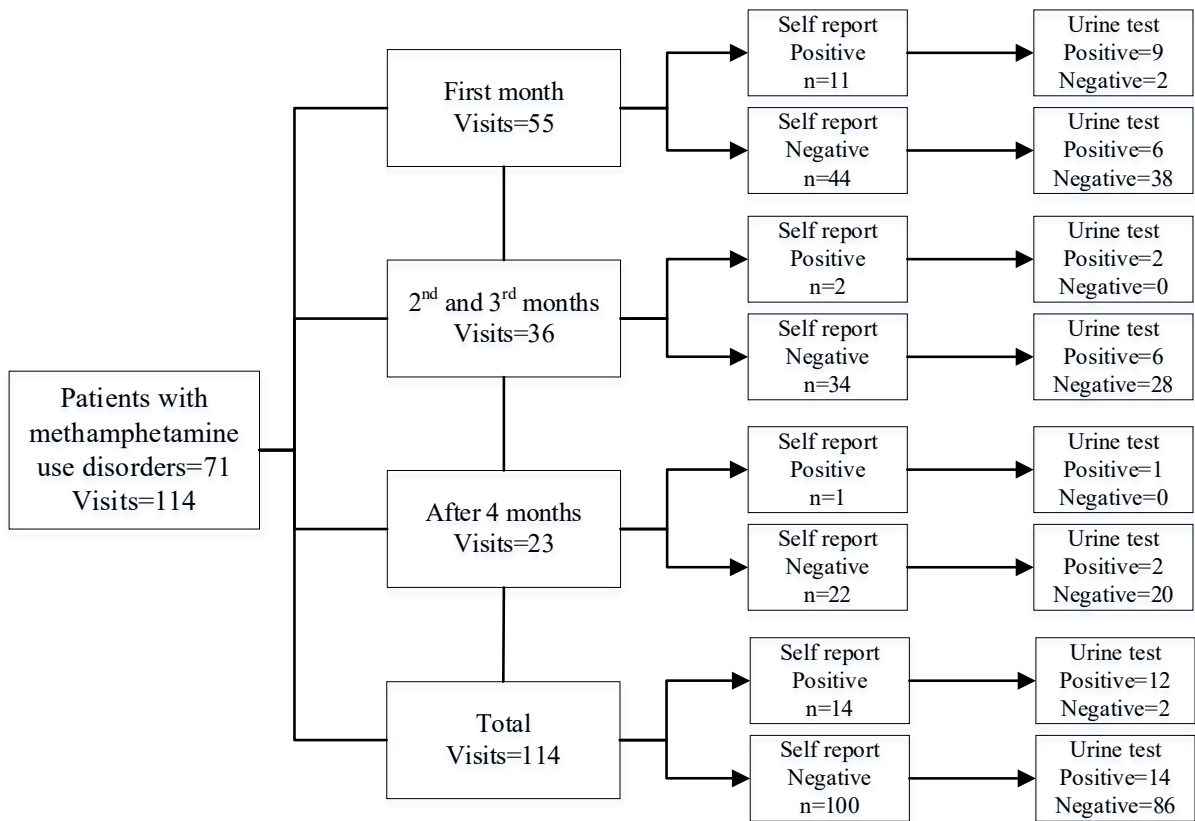 Patients with
methamphetamine
use disorders=71
Visits=114
First month
Visits=55
Self report
Positive
n=11
Urine test
Positive=9
Negative=2
Self report
Negative
n=44
Urine test
Positive=6
Negative=38
2nd and 3rd months
Visits=36
Self report
Positive
n=2
Urine test
Positive=2
Negative=0
Self report
Negative
n=34
Urine test
Positive=6
Negative=28
After 4 months
Visits=23
Self report
Positive
n=1
Urine test
Positive=1
Negative=0
Self report
Negative
n=22
Urine test
Positive=2
Negative=20
Total
Visits=114
Self report
Positive
n=14
Urine test
Positive=12
Negative=2
Self report
Negative
n=100
Urine test
Positive=14
Negative=86